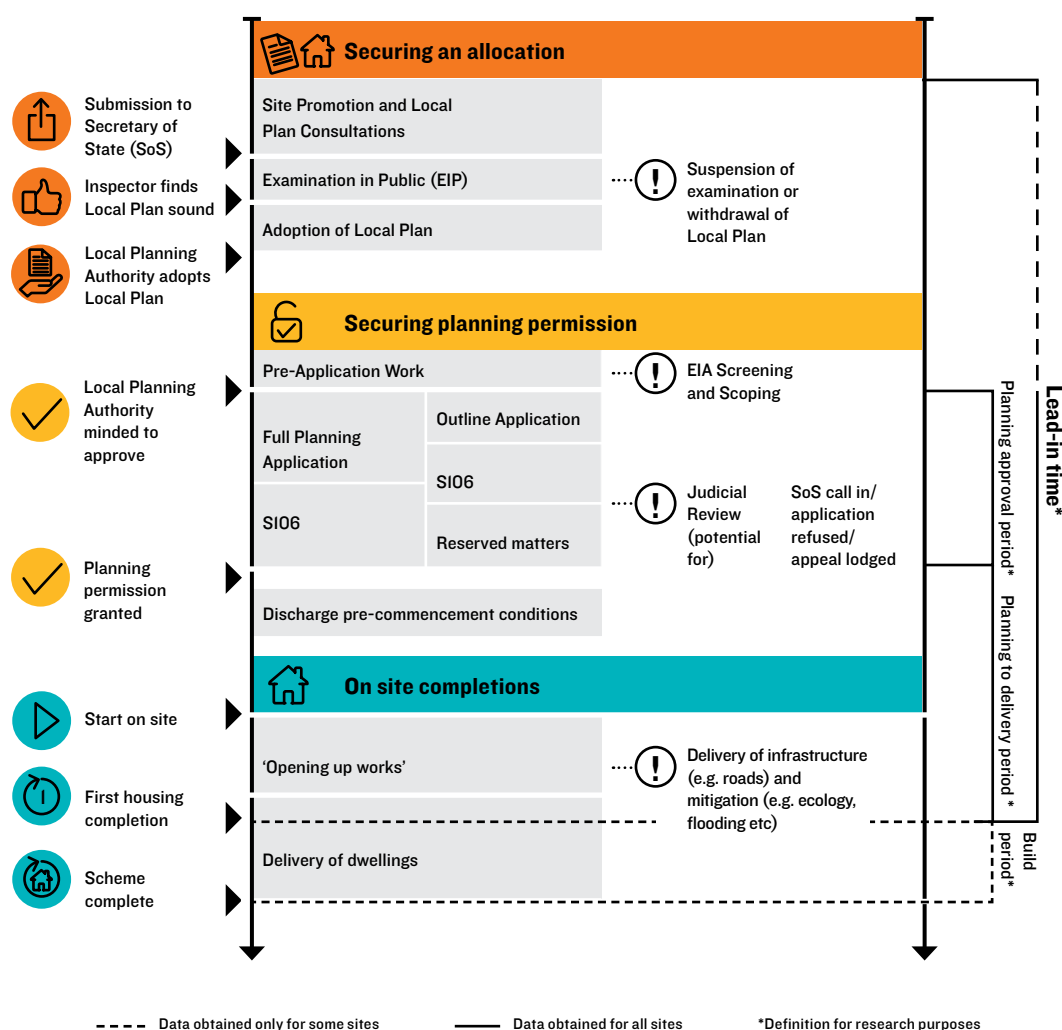 Securing an allocation
Submission to
Secretary of
State (SoS)
Site Promotion and Local
Plan Consultations
Inspector finds
Local Plan sound
Examination in Public (EIP)
Suspension of
examination or
withdrawal of
Local Plan
Adoption of Local Plan
Local Planning
Authority adopts
Local Plan
Securing planning permission
Pre-Application Work
EIA Screening
and Scoping
Local Planning
Authority
minded to
approve
Full Planning
Application
Outline Application
S106
S106
Reserved matters
Judicial
Review
(potential
for)
SoS call in/
application
refused/
appeal lodged
Planning
permission
granted
Discharge pre-commencement conditions
On site completions
Start on site
'Opening up works'
Delivery of infrastructure
(e.g. roads) and
mitigation (e.g. ecology,
flooding etc)
First housing
completion
Delivery of dwellings
Scheme
complete
Lead-in time*
Planning approval period*
Planning to delivery period*
Build
period*
Data obtained only for some sites
Data obtained for all sites
*Definition for research purposes